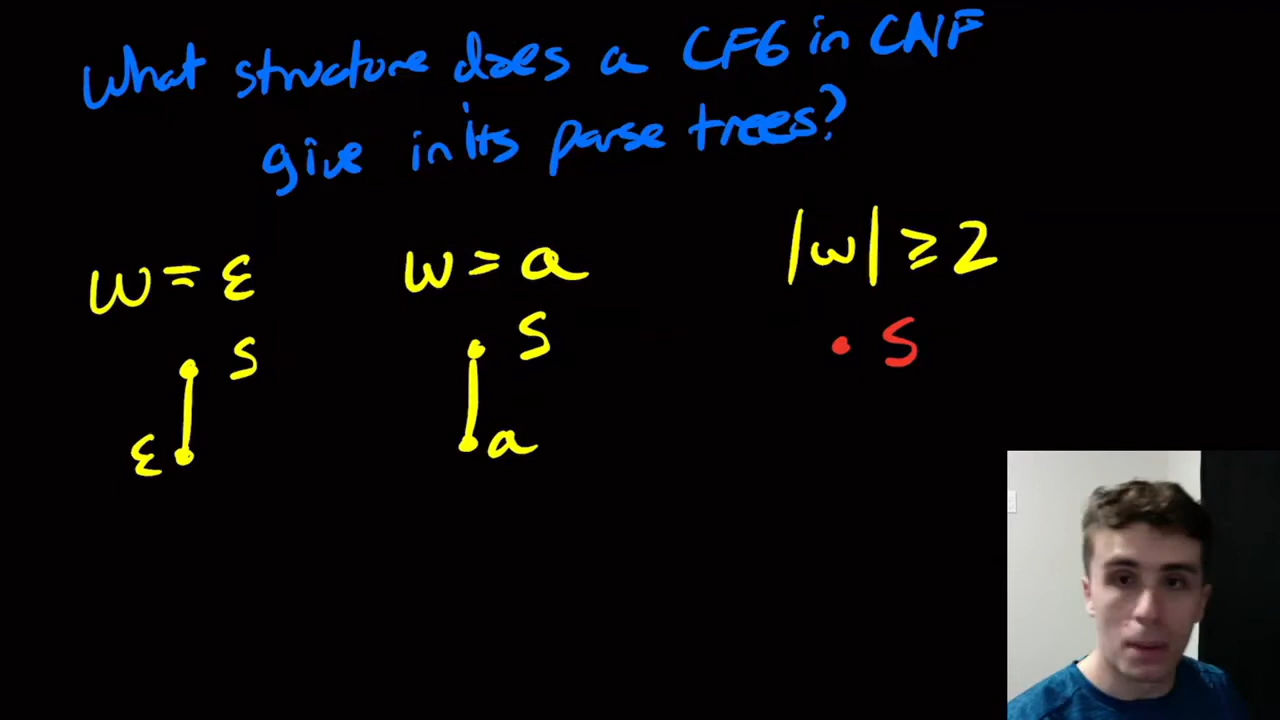 What structure does a CFG in CNF
give in its parse trees?
w = ε
w = a
|w| ≥ 2
S
S
S
ε
a